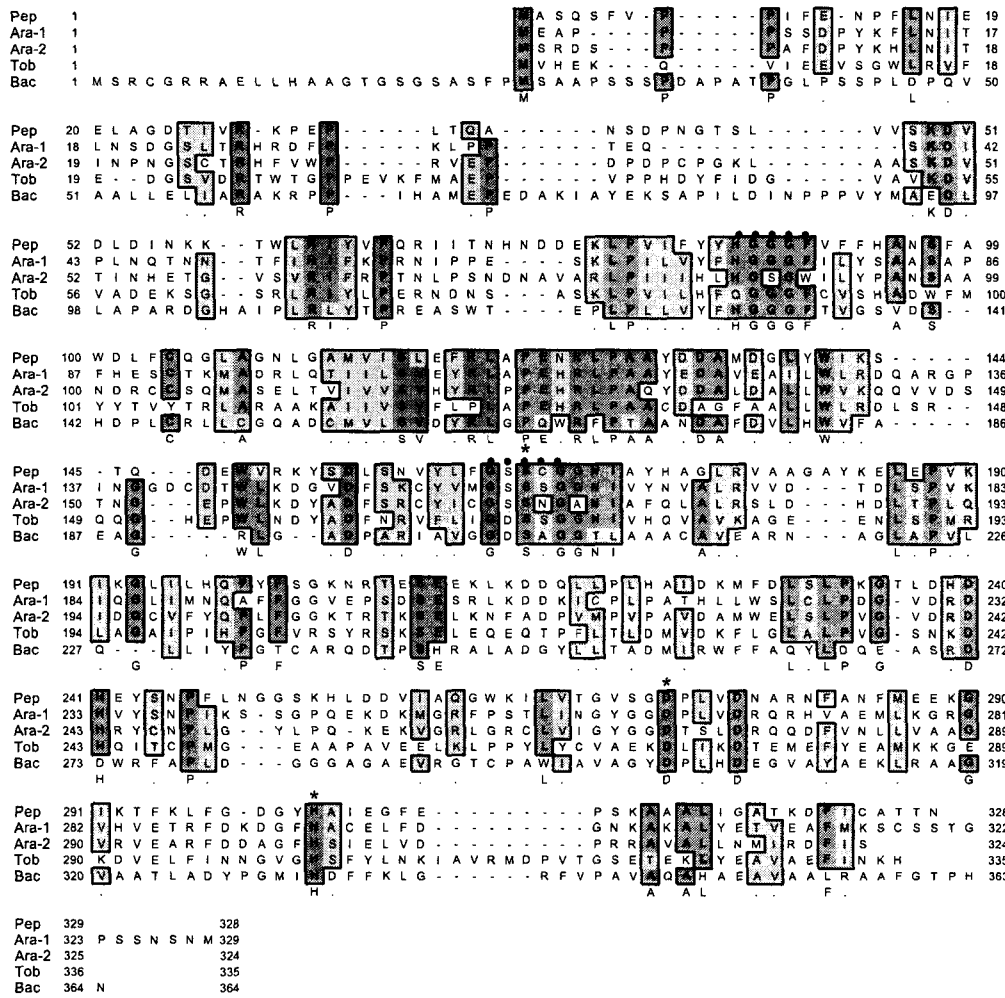 Pep 1 M A S Q S F V - P - - - - - P I F E - N P F L N I E 19
Ara-1 1 M E A P - - - - P - - - - - P S S D P Y K F L N I T 17
Ara-2 1 M S R D S - - - P - - - - - P A F D P Y K H L N I T 18
Tob 1 M V H E K - - - Q - - - - - V I E E V S G W L R V F 18
Bac 1 M S R C G R R A E L L H A A G T G S G S A S F P M S A A P S S S P D A P A T P G L P S S P L D P Q V 50
M P P . L .
Pep 20 E L A G D T I V R - K P E P - - - - - L T Q A - - - - - N S D P N G T S L - - - - V V S K D V 51
Ara-1 18 L N S D G S L T R H R D F P - - - - - K L P P - - - - - T E Q - - - - - - - - - - - - S K D I 42
Ara-2 19 I N P N G S C T R H F V W P - - - - - R V E P - - - - - D P D P C P G K L - - - - A A S K D V 51
Tob 19 E - - D G S V D R T W T G P P E V K F M A E P - - - - - V P P H D Y F I D G - - - V A V K D V 55
Bac 51 A A L L E L I A R A K R P P - - - - I H A M E P E D A K I A Y E K S A P I L D I N P P P V Y M A E Q L 97
. . R P . P . K D .
Pep 52 D L D I N K K - - T W L R I Y V P Q R I I T N H N D D E K L P V I F Y Y H G G G F V F F H A N S F A 99
Ara-1 43 P L N Q T N N - - T F I R I F K P R N I P P E - - - S K L P I L V Y F H G G G F I L Y S A A S A P 86
Ara-2 52 T I N H E T G - - V S V R I F R P T N L P S N D N A V A R L P I I I H L H G S G W I L Y P A N S A A 99
Tob 56 V A D E K S G - - S R L R I Y L P E R N D N S - - A S K L P V I L H F Q G G G F C V S H A D W F M 100
Bac 98 L A P A R D G H A I P L R I Y T P R E A S W T - - - E P L P L L V F H G G G F T V G S V D S - - - 141
. R I . P . L P . . . . H G G G F . A S
Pep 100 W D L F C Q G L A G N L G A M V I S L E F R L A P E N R L P A A Y D D A M D G L Y W I K S - - - - - 144
Ara-1 87 F H E S C T K M A D R L Q T I I L S V E Y R L A P E H R L P A A Y E D A V E A I L W L R D Q A R G P 136
Ara-2 100 N D R C C S Q M A S E L T V I V V S V H Y R L P P E H R L P A Q Y D D A L D A L L W V K Q Q V V D S 149
Tob 101 Y Y T V Y T R L A R A A K A I I V S V F L P L A P E H R L P A A C D A G F A A L L W L R D L S R - - 148
Bac 142 H D P L C R L L C G Q A D C M V L S V D Y R L G P Q W R F P T A A N D A F D V L H W V F A - - - - - 186
C . A . . . . S V . . R L . P E . R L P A A . D A . . . . W .
Pep 145 - T Q - - - D E W V R K Y S D L S N V Y L F G S S C G G N I A Y H A G L R V A A G A Y K E L E P V K 190
Ara-1 137 I N G G D C D T W L K D G V D F S R C Y V M G S S S G G N I V Y N V A L R V V D - - T D L S P V K 183
Ara-2 150 T N G - - - E P W L K D Y A D F S R C Y I C G S S N G A N I A F Q L A L R S L D - - H D L T P L Q 193
Tob 149 Q Q G - - H E P W L N D Y A D F N R V F L I G D S S G G N I V H Q V A V K A G E - - E N L S P M R 193
Bac 187 E A G - - - - - R L G - - A D P A R I A V G G D S A G G T L A A A C A V E A R N - - A G L A P V L 226
G . W L . D . . . . . G . S . G G N I . A . L . P .
Pep 191 I K G L I L H Q P Y P S G K N R T E S E E K L K D D Q L L P L H A I D K M F D L S L P K G T L D H D 240
Ara-1 184 I Q G L I M N Q A F F G G V E P S D S E S R L K D D K I C P L P A T H L L W S L C L P D G - V D R D 232
Ara-2 194 I D G C V F Y Q P L F G G K T R T K S E L K N F A D P V M P V P A V D A M W E L S L P V G - A D R D 242
Tob 194 L A G A I P I H P G F V R S Y R S K S E L E Q E Q T P F L T L D M V D K F L G L A L P V G - S N K D 242
Bac 227 Q - - L L I Y P G T C A R Q D T P S H R A L A D G Y L L T A D M I R W F F A Q Y L D Q E - A S R D D 272
. G . . P F . S E . . . L . L P G . D
Pep 241 H E Y S N P F L N G G S K H L D D V I A Q G W K I L V T G V S G D P L V D N A R N F A N F M E E K G 290
Ara-1 233 H V Y S N P I K S - S G P Q E K D K M G R F P S T L I N G Y G G D P L V D R Q R H V A E M L K G R G 281
Ara-2 243 H R Y C N P L G Y - - L P Q K E K V G R L G R C L V I G Y G G D T S L D R Q Q D F V N L L V A A G 289
Tob 243 H Q I T C P M G - - - - E A A P A V E E L K L P P Y L Y C V A E K D L I K D T E M E F Y E A M K K G E 289
Bac 273 D W R F A P L D - - - G G G A G A E V R G T C P A W I A V A G Y D P L H D E G V A Y A E K L R A A G 319
H . P . . . L . D . . D . . .
Pep 291 I K T F K L F G - D G Y H A I E G F E - - - - - - - - P S K A A A L I G A T K D F I C A T T N 328
Ara-1 282 V H V E T R F D K D G F H A C E L F D - - - - - - - - G N K A K A L Y E T V E A F M K S C S S T G 322
Ara-2 290 V R V E A R F D D A G F H S I E L V D - - - - - - - - P R R A V A L L N M I R D F I S 324
Tob 290 K D V E L F I N N G V G H S F Y L N K I A V R M D P V T G S E T E K L Y E A V A E F I N K H 335
Bac 320 V A A T L A D Y P G M I H D F F K L G - - - - - R F V P A V A Q A H A E A V A A L R A A F G T P H 363
. H . A A L . . F .
Pep 329 328
Ara-1 323 P S S N S N M 329
Ara-2 325 324
Tob 336 335
Bac 364 N 364